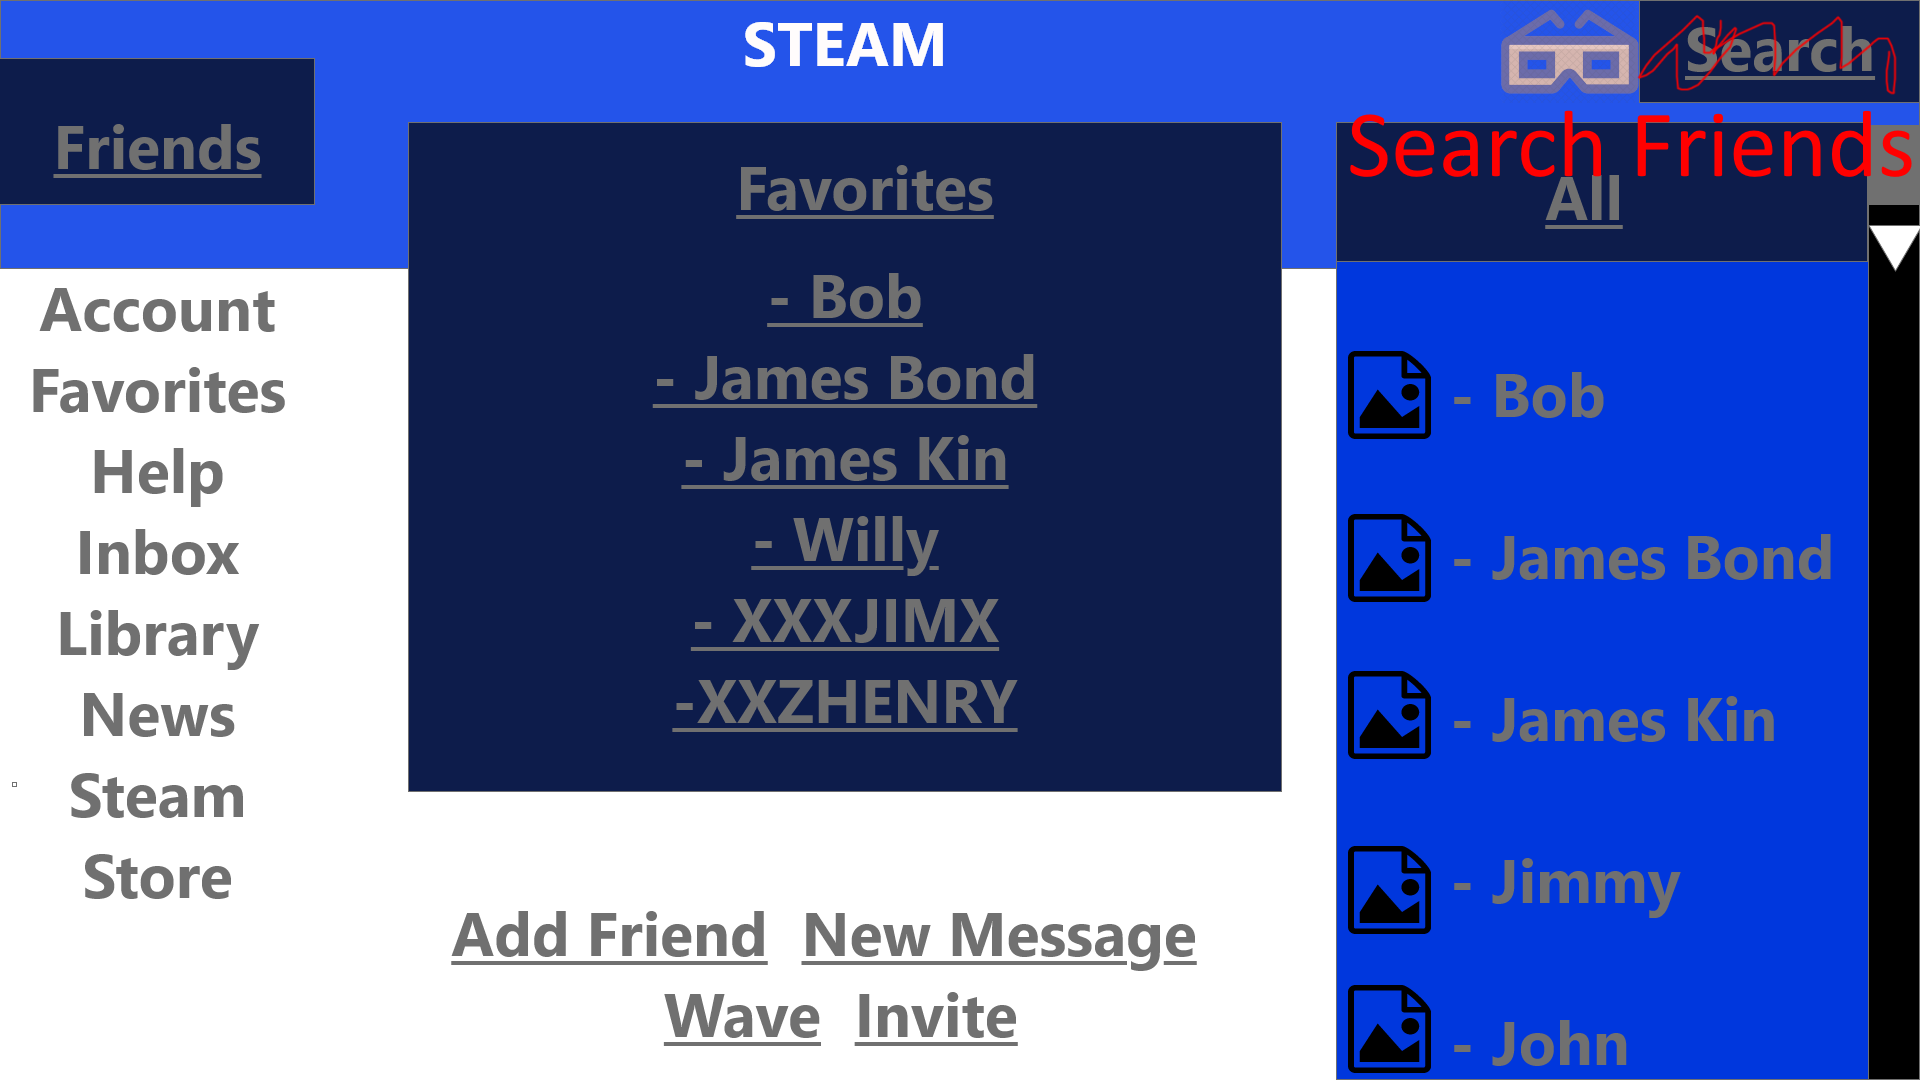 STEAM
Search
Search Friends
Friends
Account
Favorites
Help
Inbox
Library
News
Steam
Store
Favorites
- Bob
- James Bond
- James Kin
- Willy
- XXXJIMX
-XXZHENRY
Add Friend New Message
Wave Invite
All
- Bob
- James Bond
- James Kin
- Jimmy
- John